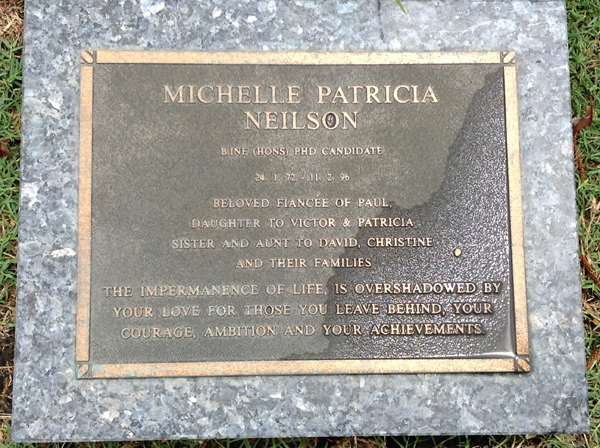 MICHELLE PATRICIA
NEILSON
B.INF. (HONS) PHD CANDIDATE
24. 1. 72 - 11. 2. 96
BELOVED FIANCÉE OF PAUL,
DAUGHTER TO VICTOR & PATRICIA
SISTER AND AUNT TO DAVID, CHRISTINE
AND THEIR FAMILIES
THE IMPERMANENCE OF LIFE, IS OVERSHADOWED BY
YOUR LOVE FOR THOSE YOU LEAVE BEHIND, YOUR
COURAGE, AMBITION AND YOUR ACHIEVEMENTS.